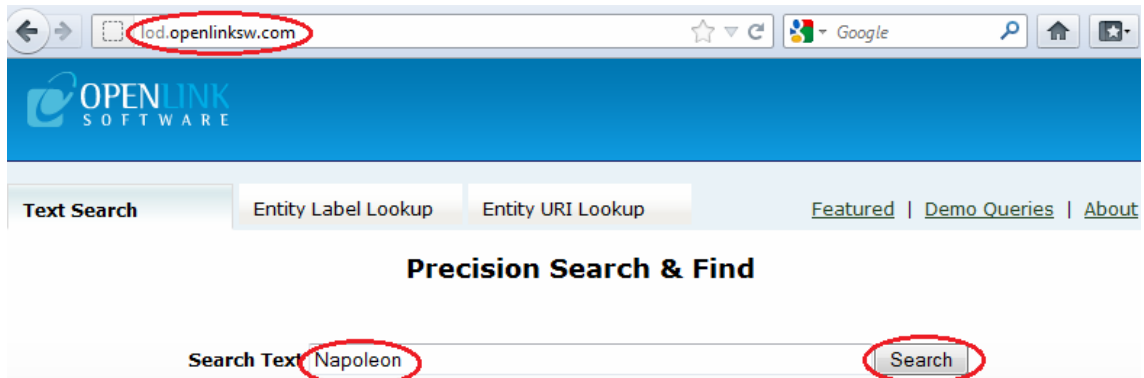 lod.openlinksw.com Google
OPENLINK
SOFTWARE
Text Search Entity Label Lookup Entity URI Lookup Featured | Demo Queries | About
Precision Search & Find
Search Text Napoleon Search